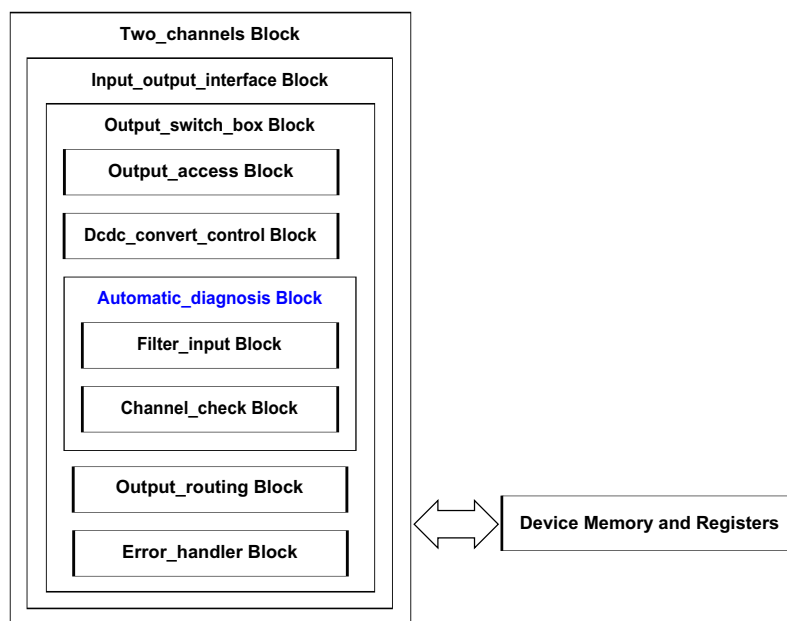 Two_channels Block
Input_output_interface Block
Output_switch_box Block
Output_access Block
Dcdc_convert_control Block
Automatic_diagnosis Block
Filter_input Block
Channel_check Block
Output_routing Block
Error_handler Block
Device Memory and Registers